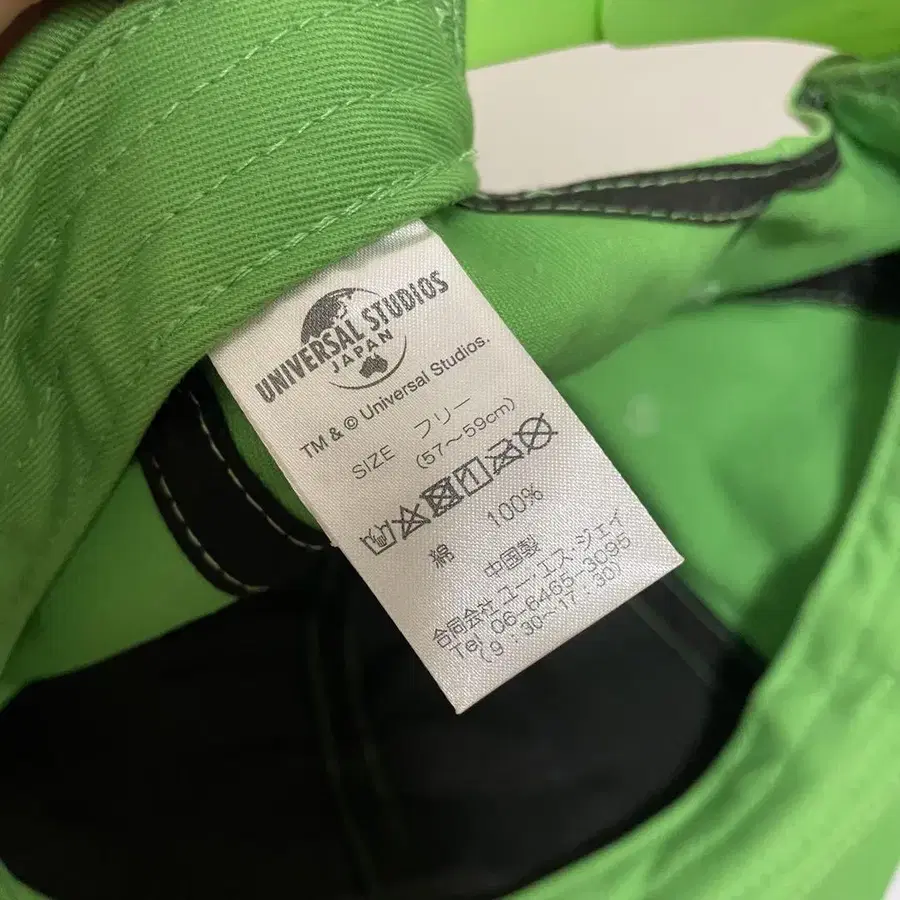 UNIVERSAL STUDIOS
JAPAN
TM & © Universal Studios.
SIZE フリー
(57～59cm)
綿 100%
中国製
合同会社 ユー・エス・ジェイ
Tel 06-6465-3095
(9:30～17:30)